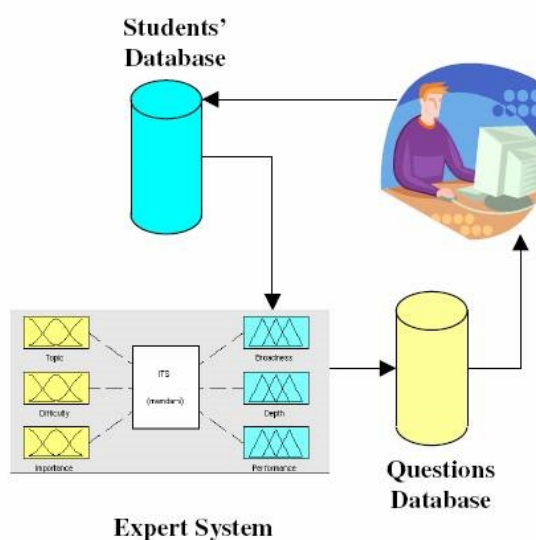 Students'
Database
Topic
Broadness
ITS
(mamdani)
Difficulty
Depth
Importance
Performance
Questions
Database
Expert System